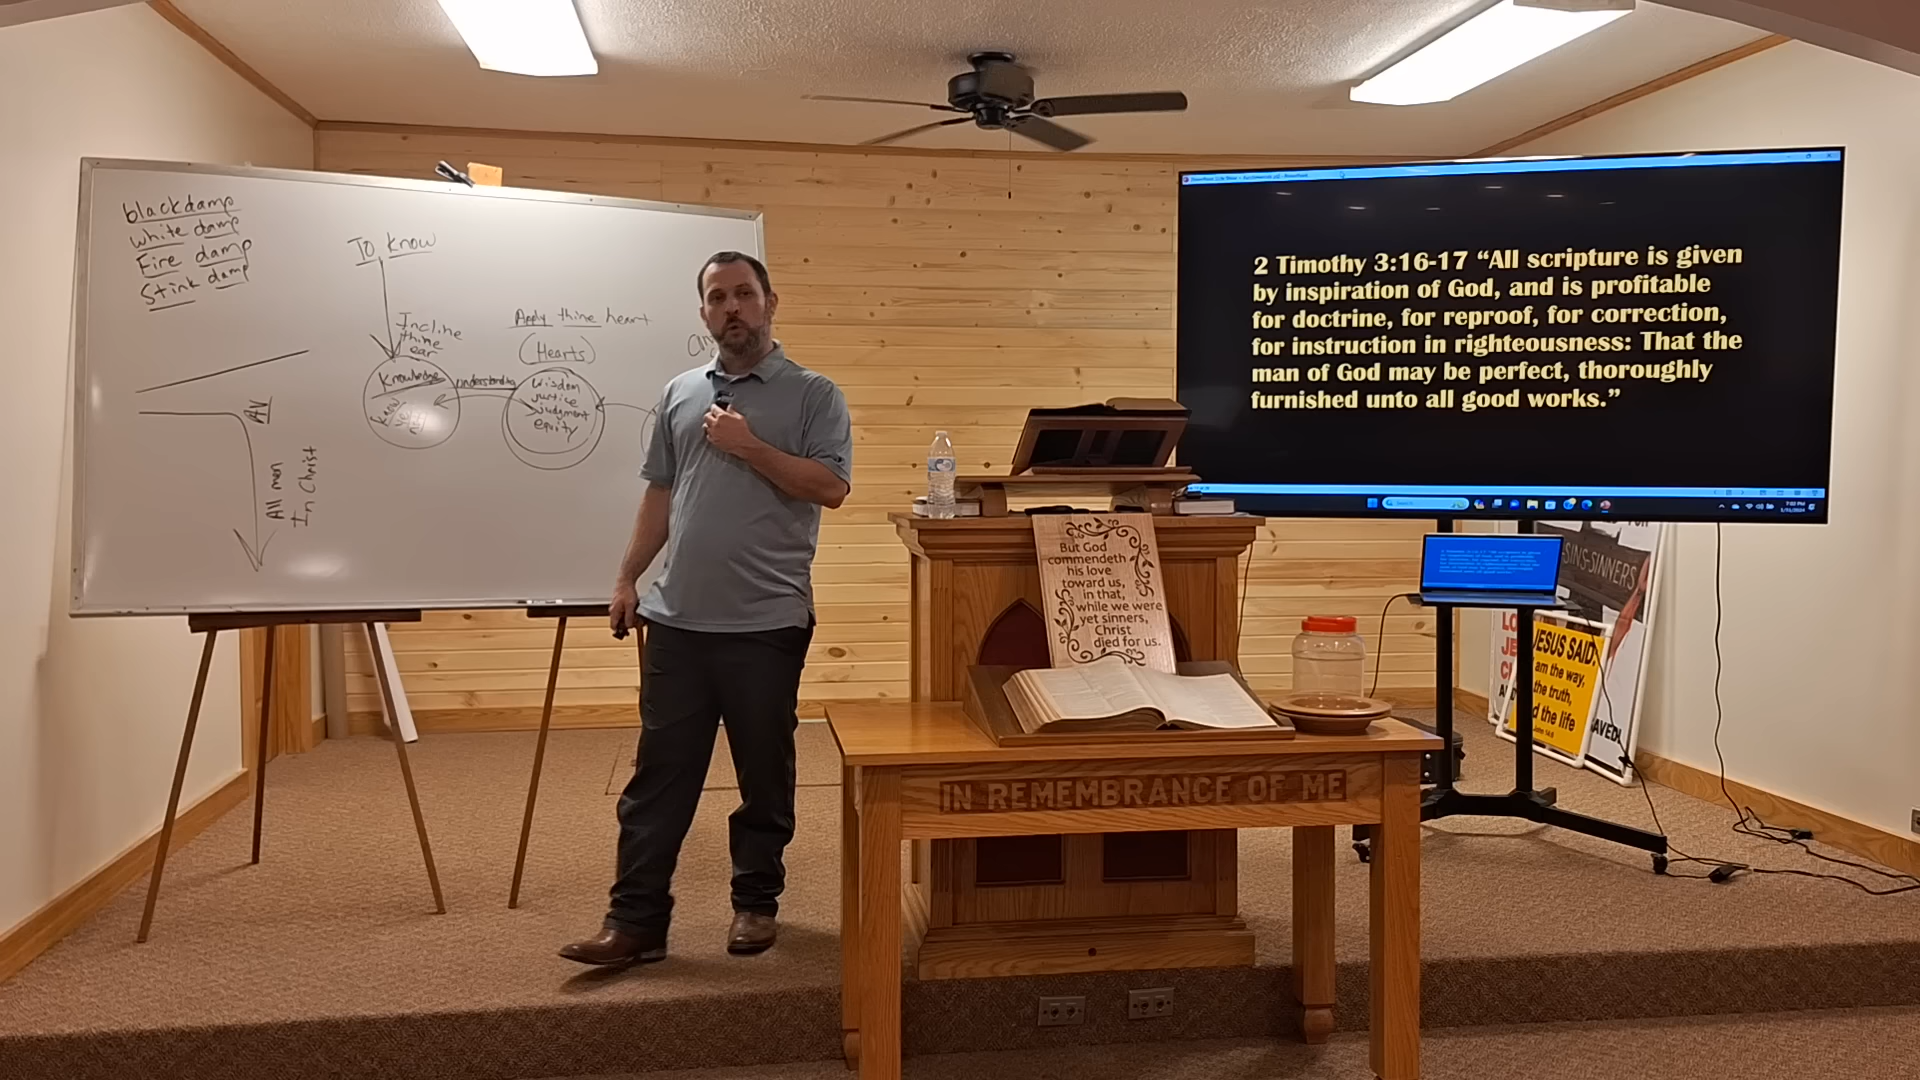 blackdamp
white damp
Fire damp
Stink damp
To know
Incline
thine
ear
Apply thine heart
(Hearts)
Knowledge
understanding
Wisdom
justice
judgment
equity
AV
All men
In Christ
2 Timothy 3:16-17 “All scripture is given
by inspiration of God, and is profitable
for doctrine, for reproof, for correction,
for instruction in righteousness: That the
man of God may be perfect, thoroughly
furnished unto all good works.”
But God
commendeth
his love
toward us,
in that,
while we were
yet sinners,
Christ
died for us.
IN REMEMBRANCE OF ME
SINS-SINNERS
JESUS SAID:
am the way,
the truth,
d the life
John 14:6
AVED!